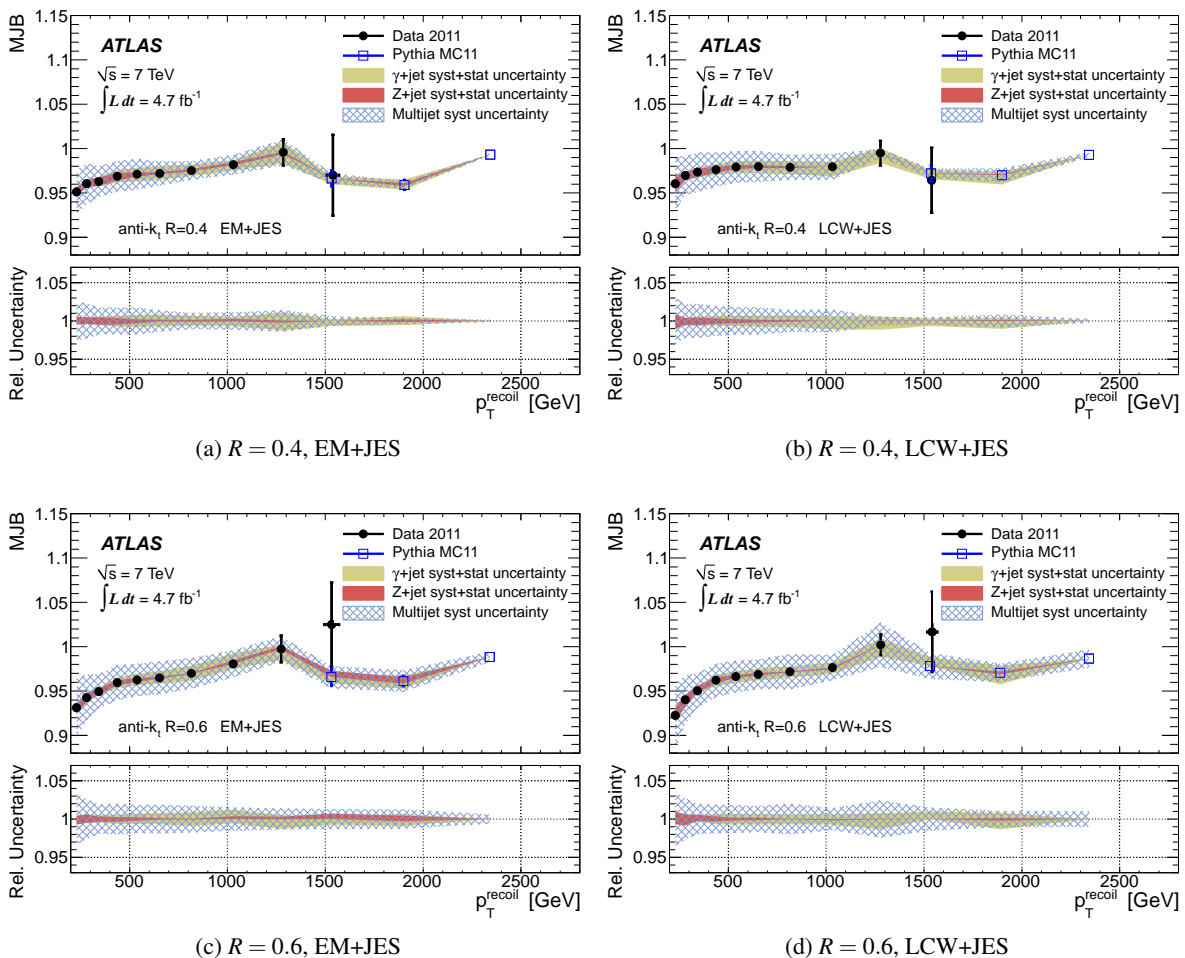 MJB
1.15
1.1
1.05
1
0.95
0.9
ATLAS
√s = 7 TeV
∫L dt = 4.7 fb⁻¹
Data 2011
Pythia MC11
γ+jet syst+stat uncertainty
Z+jet syst+stat uncertainty
Multijet syst uncertainty
anti-kₜ R=0.4 EM+JES
Rel. Uncertainty
1.05
1
0.95
500 1000 1500 2000 2500
p_T^recoil [GeV]
(a) R = 0.4, EM+JES
MJB
1.15
1.1
1.05
1
0.95
0.9
ATLAS
√s = 7 TeV
∫L dt = 4.7 fb⁻¹
Data 2011
Pythia MC11
γ+jet syst+stat uncertainty
Z+jet syst+stat uncertainty
Multijet syst uncertainty
anti-kₜ R=0.4 LCW+JES
Rel. Uncertainty
1.05
1
0.95
500 1000 1500 2000 2500
p_T^recoil [GeV]
(b) R = 0.4, LCW+JES
MJB
1.15
1.1
1.05
1
0.95
0.9
ATLAS
√s = 7 TeV
∫L dt = 4.7 fb⁻¹
Data 2011
Pythia MC11
γ+jet syst+stat uncertainty
Z+jet syst+stat uncertainty
Multijet syst uncertainty
anti-kₜ R=0.6 EM+JES
Rel. Uncertainty
1.05
1
0.95
500 1000 1500 2000 2500
p_T^recoil [GeV]
(c) R = 0.6, EM+JES
MJB
1.15
1.1
1.05
1
0.95
0.9
ATLAS
√s = 7 TeV
∫L dt = 4.7 fb⁻¹
Data 2011
Pythia MC11
γ+jet syst+stat uncertainty
Z+jet syst+stat uncertainty
Multijet syst uncertainty
anti-kₜ R=0.6 LCW+JES
Rel. Uncertainty
1.05
1
0.95
500 1000 1500 2000 2500
p_T^recoil [GeV]
(d) R = 0.6, LCW+JES